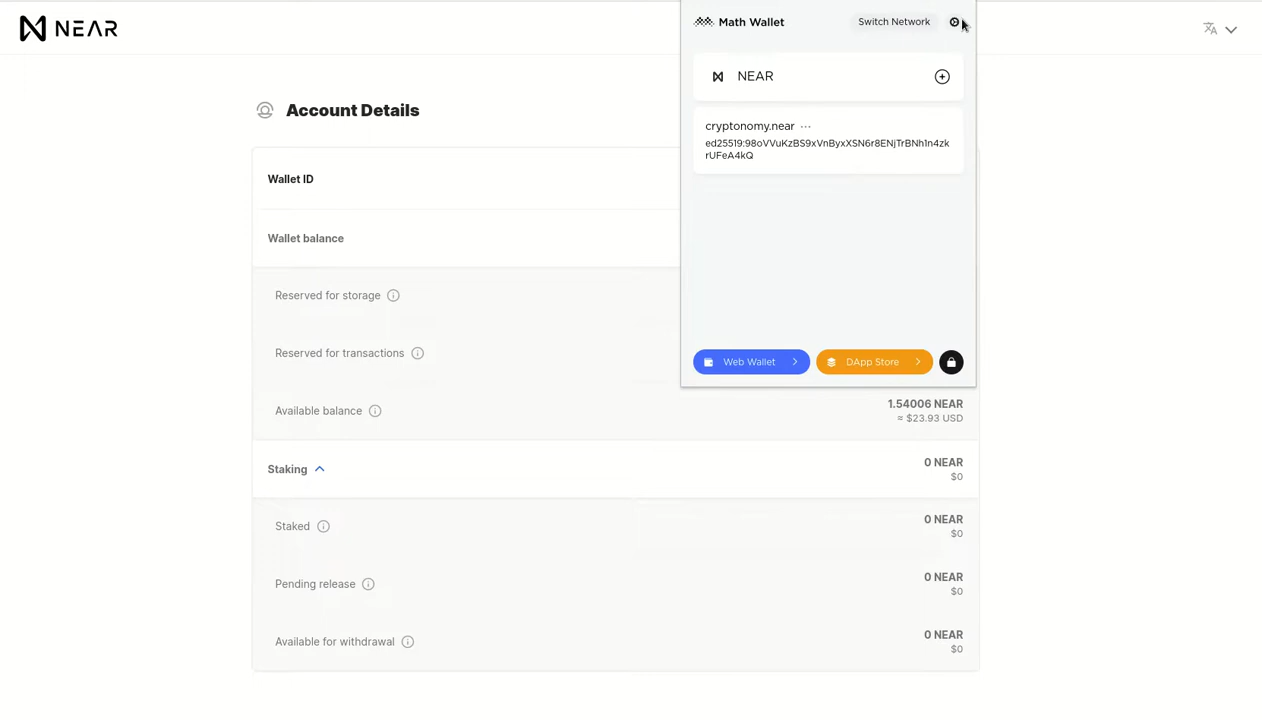 NEAR
Account Details
Wallet ID
Wallet balance
Reserved for storage
Reserved for transactions
Available balance
1.54006 NEAR
≈ $23.93 USD
Staking
0 NEAR
$0
Staked
0 NEAR
$0
Pending release
0 NEAR
$0
Available for withdrawal
0 NEAR
$0
Math Wallet
Switch Network
NEAR
cryptonomy.near ...
ed25519:98oVVuKzBS9xVnByxXSN6r8ENjTrBNh1n4zk
rUFeA4kQ
Web Wallet
DApp Store